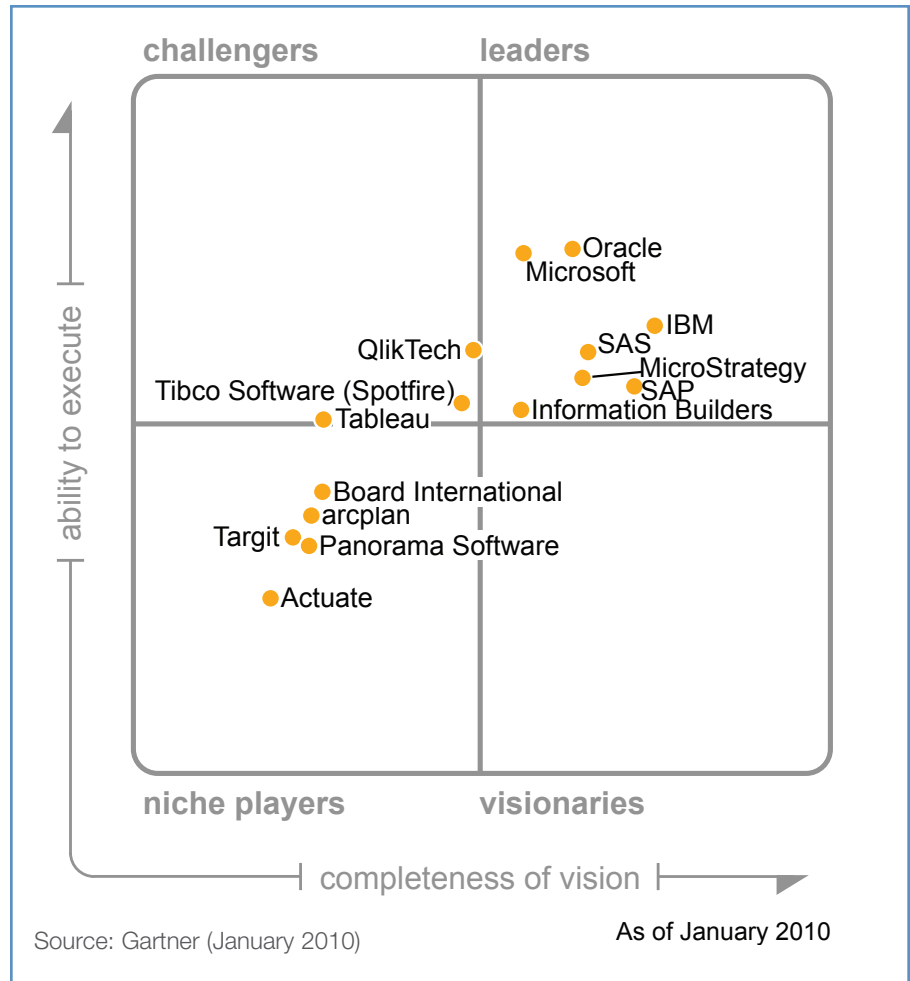 challengers
leaders
Oracle
Microsoft
IBM
QlikTech
SAS
MicroStrategy
SAP
Tibco Software (Spotfire)
Information Builders
Tableau
ability to execute
Board International
arcplan
Targit
Panorama Software
Actuate
niche players
visionaries
completeness of vision
Source: Gartner (January 2010)
As of January 2010